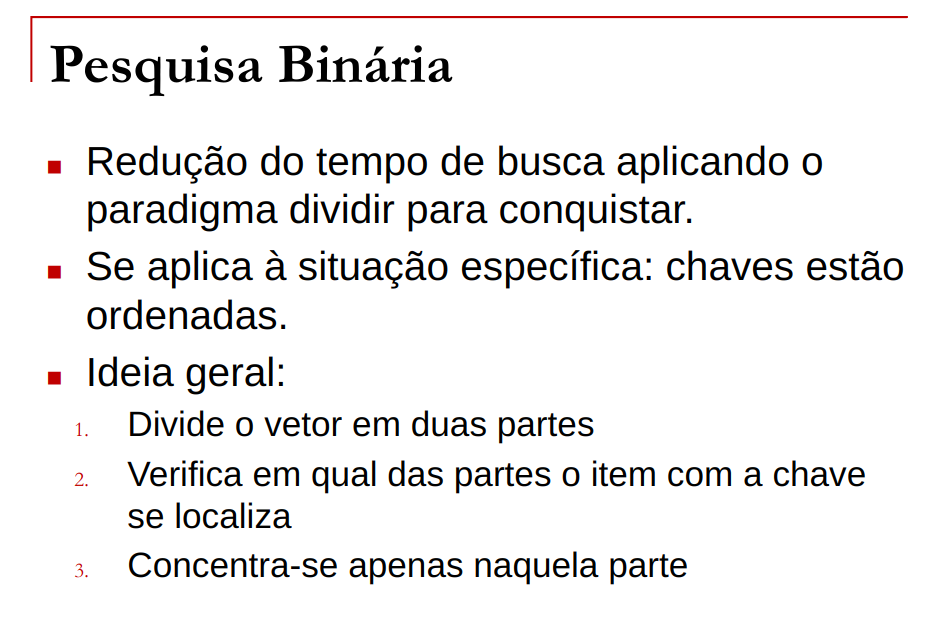 Pesquisa Binária
Redução do tempo de busca aplicando o
paradigma dividir para conquistar.
Se aplica à situação específica: chaves estão
ordenadas.
Ideia geral:
1. Divide o vetor em duas partes
2. Verifica em qual das partes o item com a chave
se localiza
3. Concentra-se apenas naquela parte